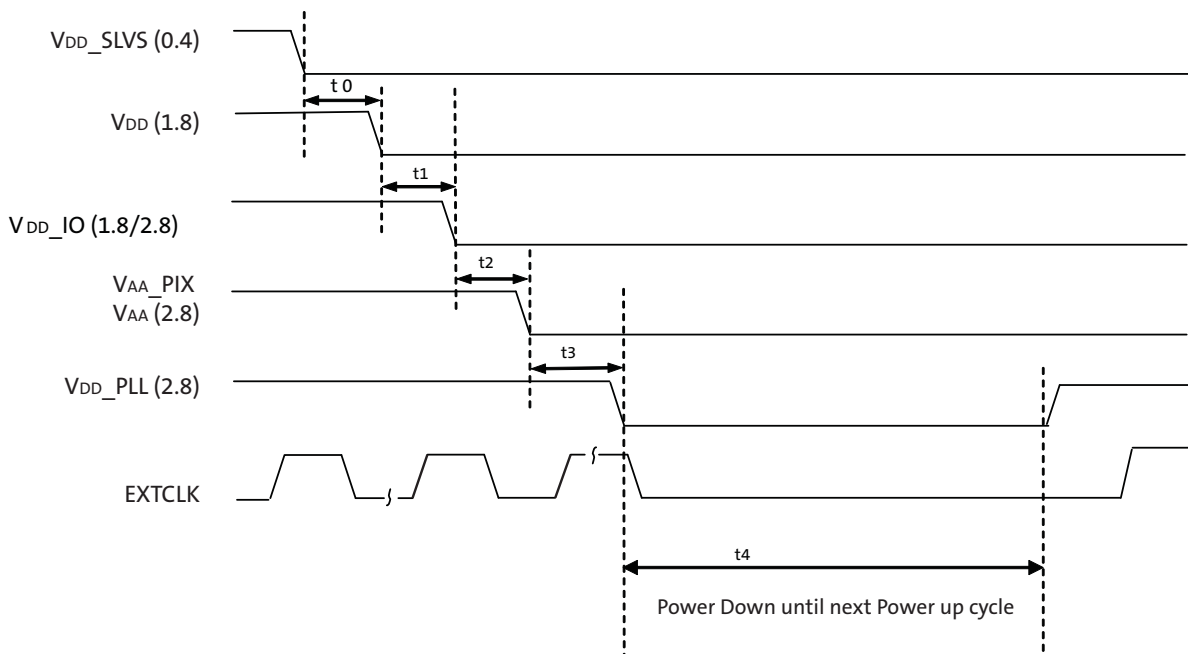 VDD_SLVS (0.4)
t 0
VDD (1.8)
t1
VDD_IO (1.8/2.8)
t2
VAA_PIX
VAA (2.8)
t3
VDD_PLL (2.8)
EXTCLK
t4
Power Down until next Power up cycle